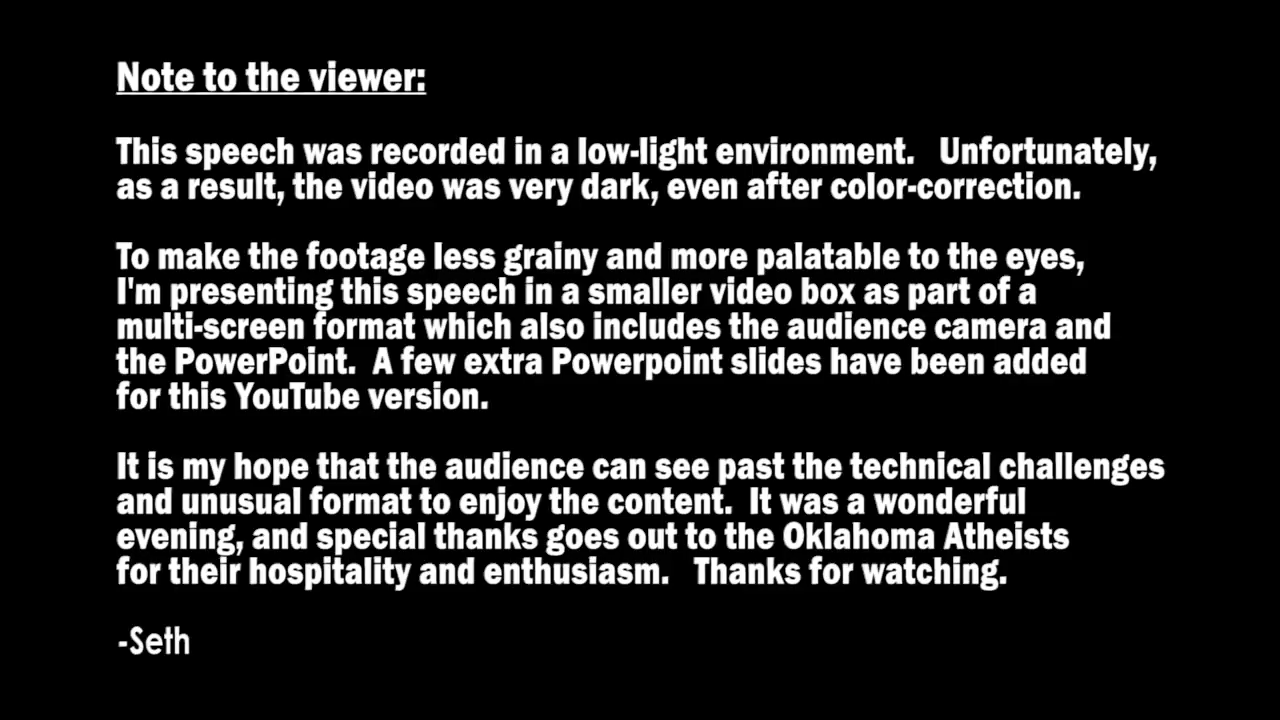 Note to the viewer:
This speech was recorded in a low-light environment.   Unfortunately,
as a result, the video was very dark, even after color-correction.
To make the footage less grainy and more palatable to the eyes,
I'm presenting this speech in a smaller video box as part of a
multi-screen format which also includes the audience camera and
the PowerPoint.  A few extra Powerpoint slides have been added
for this YouTube version.
It is my hope that the audience can see past the technical challenges
and unusual format to enjoy the content.  It was a wonderful
evening, and special thanks goes out to the Oklahoma Atheists
for their hospitality and enthusiasm.   Thanks for watching.
-Seth